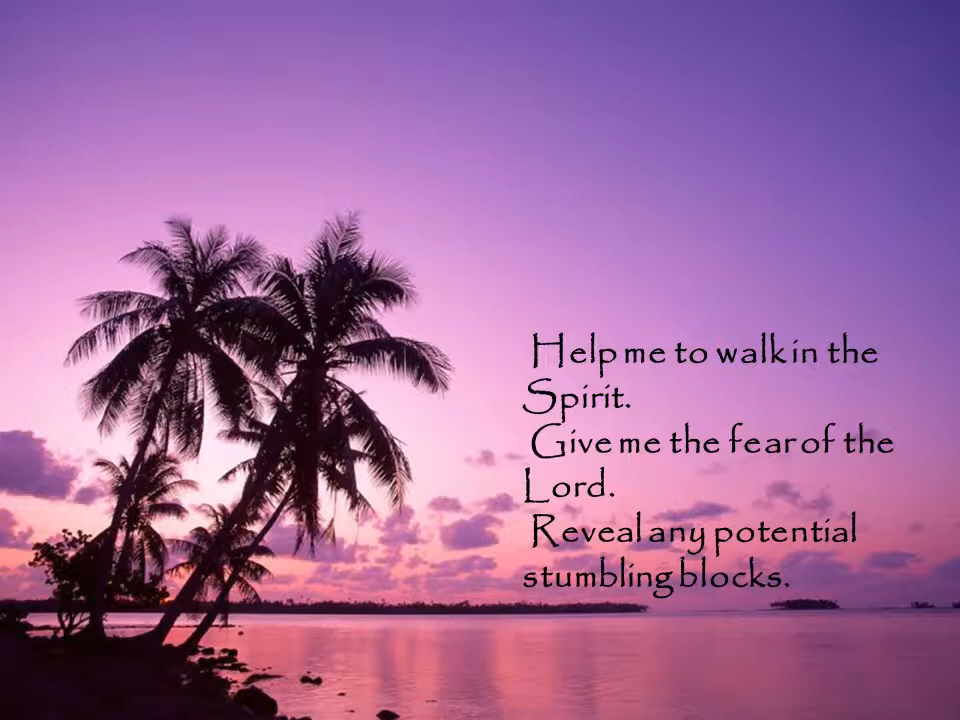 Help me to walk in the
Spirit.
Give me the fear of the
Lord.
Reveal any potential
stumbling blocks.